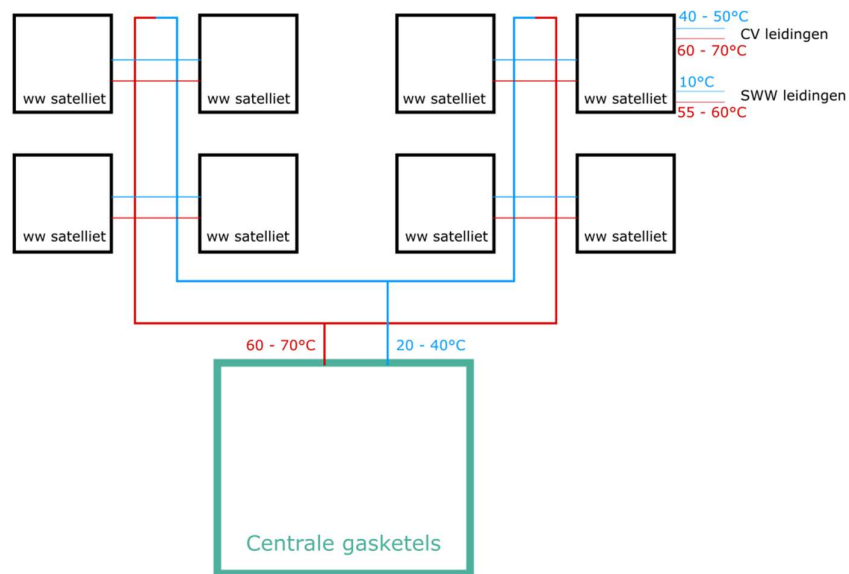 40 - 50°C
CV leidingen
60 - 70°C
10°C
SWW leidingen
55 - 60°C
ww satelliet
ww satelliet
ww satelliet
ww satelliet
ww satelliet
ww satelliet
ww satelliet
ww satelliet
60 - 70°C
20 - 40°C
Centrale gasketels